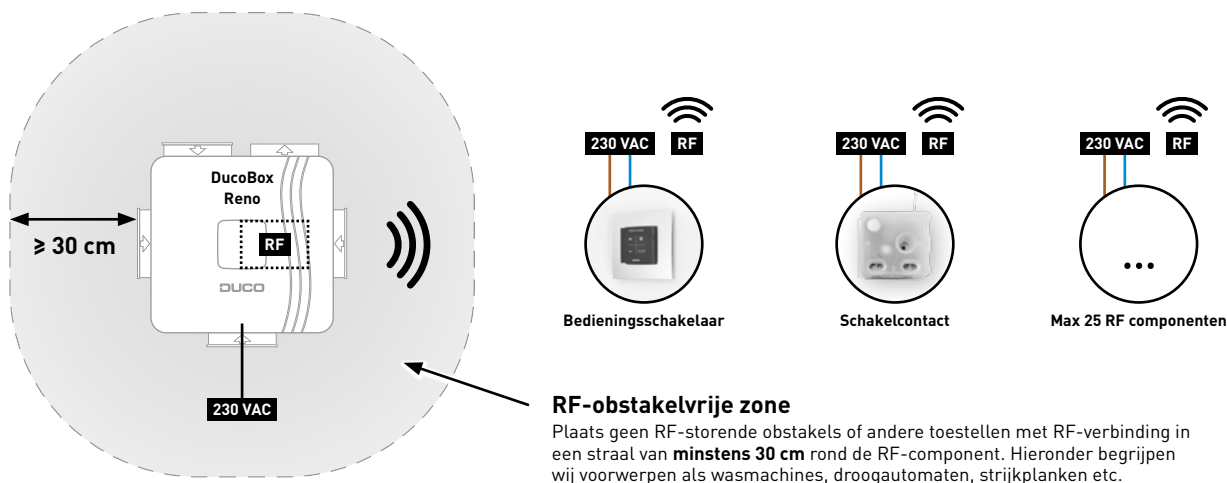 DucoBox
Reno
≥ 30 cm
RF
DUCO
230 VAC
230 VAC RF
Bedieningsschakelaar
230 VAC RF
Schakelcontact
230 VAC RF
...
Max 25 RF componenten
RF-obstakelvrije zone
Plaats geen RF-storende obstakels of andere toestellen met RF-verbinding in
een straal van minstens 30 cm rond de RF-component. Hieronder begrijpen
wij voorwerpen als wasmachines, droogautomaten, strijkplanken etc.